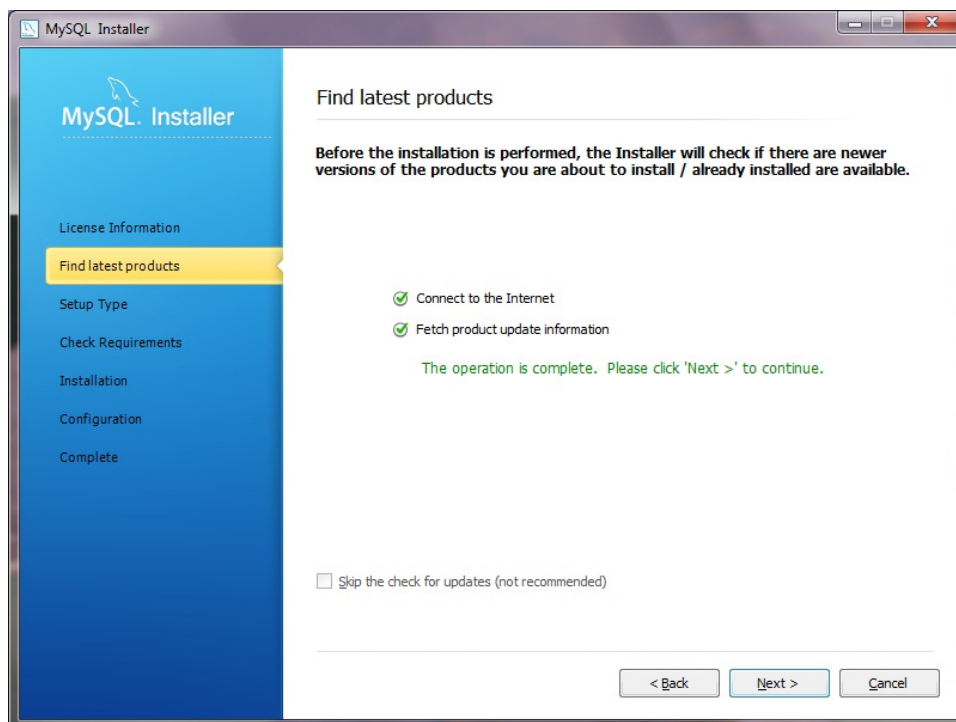 MySQL Installer
MySQL. Installer
License Information
Find latest products
Setup Type
Check Requirements
Installation
Configuration
Complete
Find latest products
Before the installation is performed, the Installer will check if there are newer
versions of the products you are about to install / already installed are available.
Connect to the Internet
Fetch product update information
The operation is complete. Please click 'Next >' to continue.
Skip the check for updates (not recommended)
< Back
Next >
Cancel